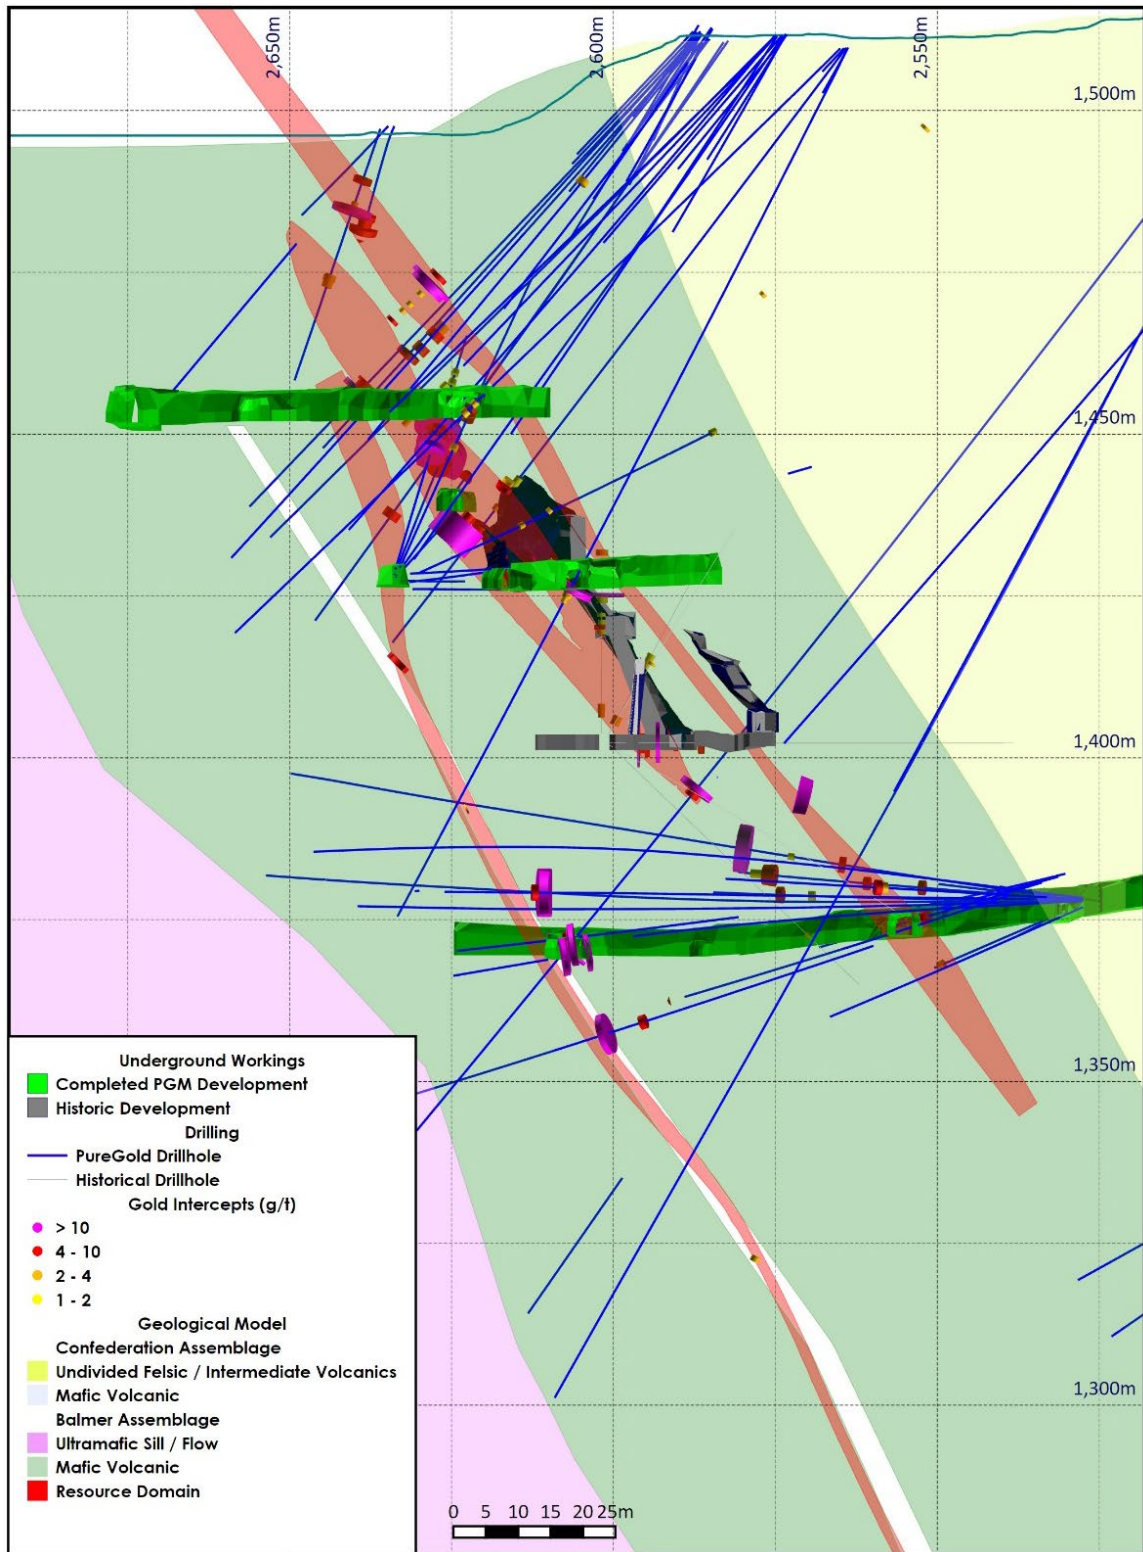 2,650m
2,600m
2,550m
1,500m
1,450m
1,400m
1,350m
1,300m
Underground Workings
Completed PGM Development
Historic Development
Drilling
PureGold Drillhole
Historical Drillhole
Gold Intercepts (g/t)
> 10
4 - 10
2 - 4
1 - 2
Geological Model
Confederation Assemblage
Undivided Felsic / Intermediate Volcanics
Mafic Volcanic
Balmer Assemblage
Ultramafic Sill / Flow
Mafic Volcanic
Resource Domain
0 5 10 15 20 25m